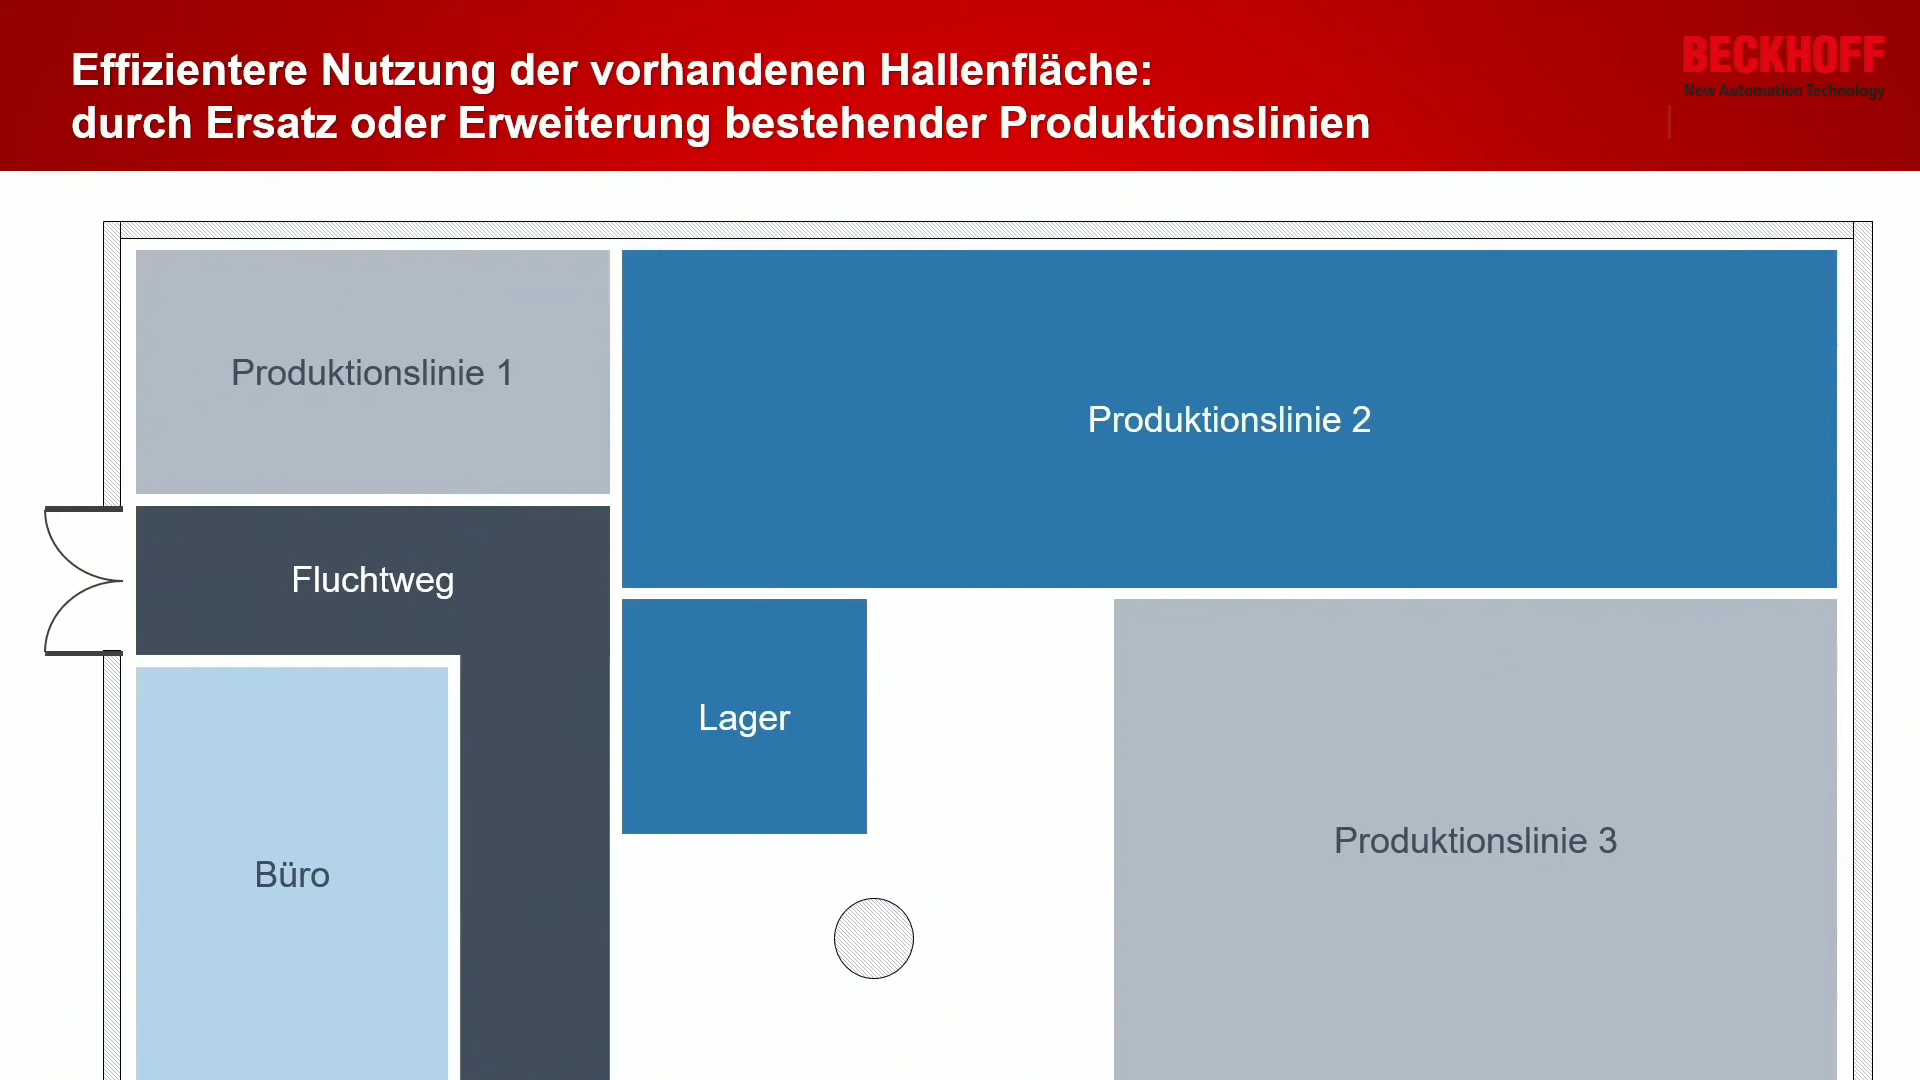 Effizientere Nutzung der vorhandenen Hallenfläche:
durch Ersatz oder Erweiterung bestehender Produktionslinien
BECKHOFF
New Automation Technology
Produktionslinie 1
Produktionslinie 2
Fluchtweg
Lager
Produktionslinie 3
Büro